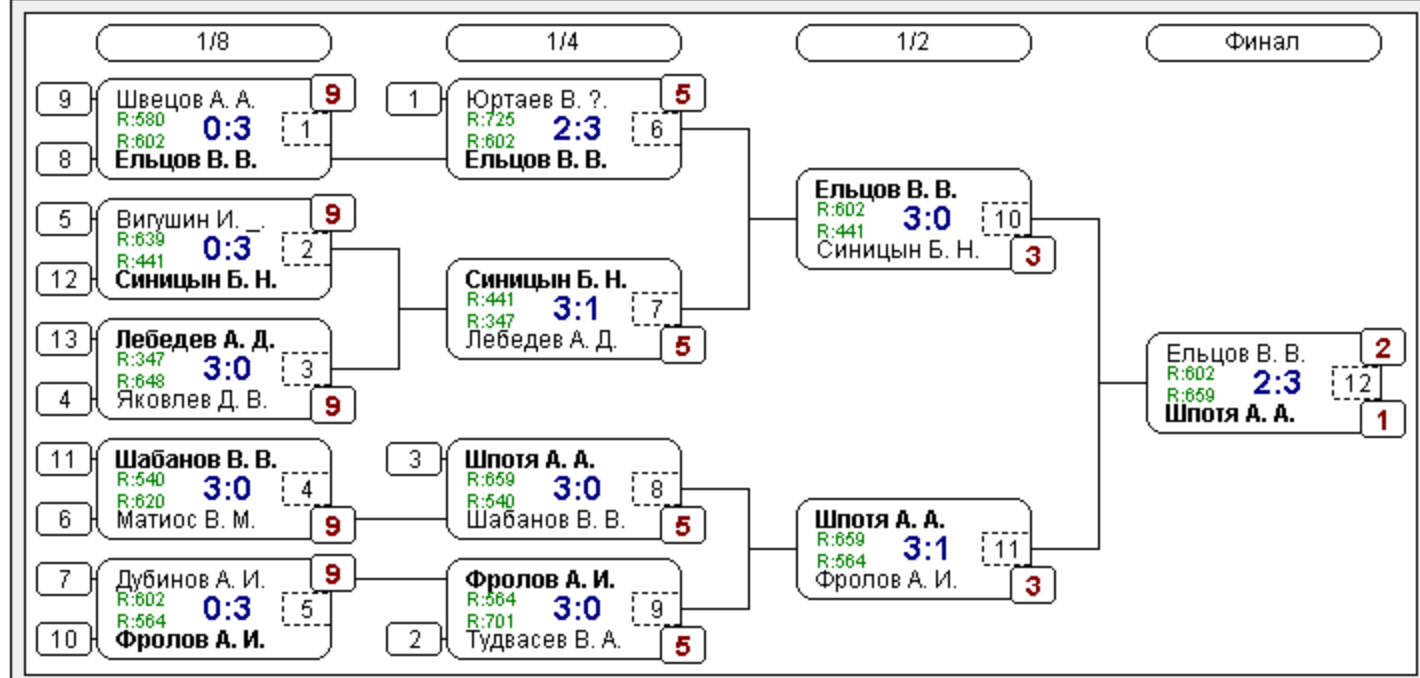 1/8
1/4
1/2
Финал
9
Швецов А. А.
9
R:580
R:602
0:3
1
8
Ельцов В. В.
5
Вигушин И. _.
9
R:639
R:441
0:3
2
12
Синицын Б. Н.
13
Лебедев А. Д.
R:347
R:648
3:0
3
4
Яковлев Д. В.
9
11
Шабанов В. В.
R:540
R:620
3:0
4
6
Матиос В. М.
9
7
Дубинов А. И.
9
R:602
R:564
0:3
5
10
Фролов А. И.
1
Юртаев В. ?.
5
R:725
R:602
2:3
6
Ельцов В. В.
Синицын Б. Н.
R:441
R:347
3:1
7
Лебедев А. Д.
5
3
Шпотя А. А.
R:659
R:540
3:0
8
Шабанов В. В.
5
Фролов А. И.
R:564
R:701
3:0
9
2
Тудвасев В. А.
5
Ельцов В. В.
R:602
R:441
3:0
10
Синицын Б. Н.
3
Шпотя А. А.
R:659
R:564
3:1
11
Фролов А. И.
3
Ельцов В. В.
2
R:602
R:659
2:3
12
Шпотя А. А.
1